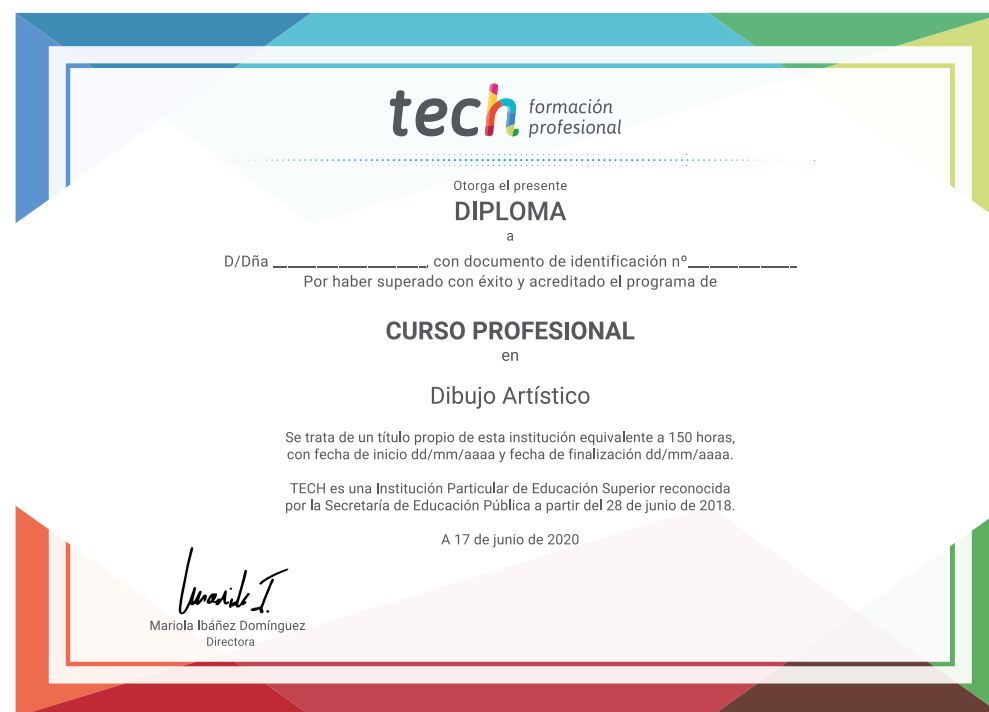 tech formación
profesional
Otorga el presente
DIPLOMA
a
D/Dña ____________________, con documento de identificación nº______________
Por haber superado con éxito y acreditado el programa de
CURSO PROFESIONAL
en
Dibujo Artístico
Se trata de un título propio de esta institución equivalente a 150 horas,
con fecha de inicio dd/mm/aaaa y fecha de finalización dd/mm/aaaa.
TECH es una Institución Particular de Educación Superior reconocida
por la Secretaría de Educación Pública a partir del 28 de junio de 2018.
A 17 de junio de 2020
Mariola Ibáñez Domínguez
Directora